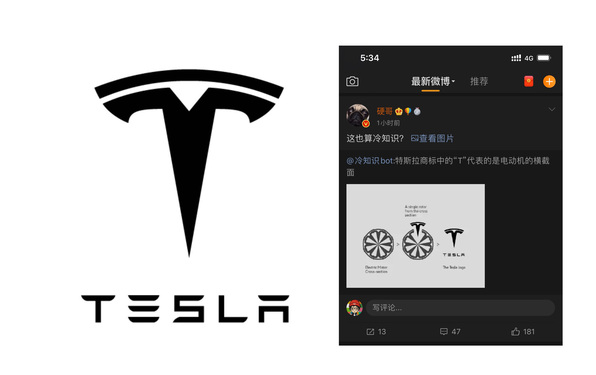 TESLA
5:34
4G
最新微博
推荐
硬哥
1小时前
这也算冷知识? 查看图片
@冷知识bot:特斯拉商标中的“T”代表的是电动机的横截
面
A single rotor
from the cross
section
Electric Motor
Cross-section
TESLA
The Tesla logo
写评论...
13
47
181